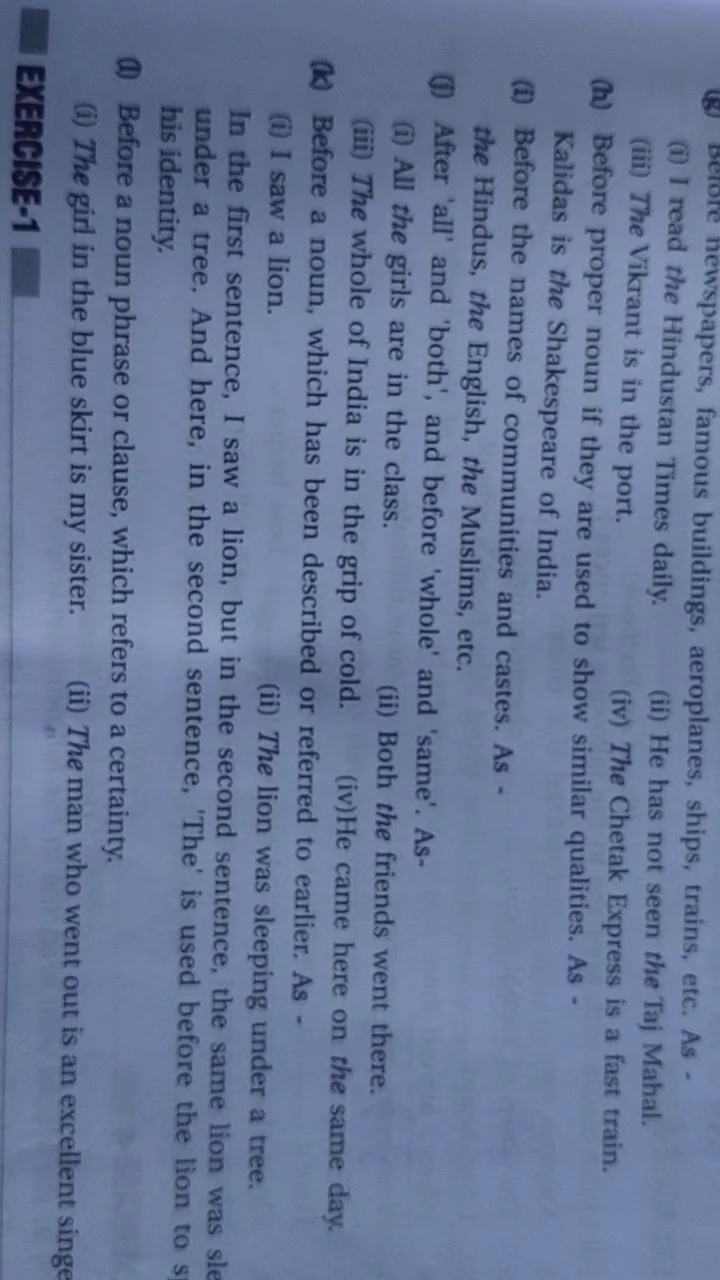 (g) Before newspapers, famous buildings, aeroplanes, ships, trains, etc. As -
(i) I read the Hindustan Times daily. (ii) He has not seen the Taj Mahal.
(iii) The Vikrant is in the port. (iv) The Chetak Express is a fast train.
(h) Before proper noun if they are used to show similar qualities. As -
Kalidas is the Shakespeare of India.
(i) Before the names of communities and castes. As -
the Hindus, the English, the Muslims, etc.
(j) After 'all' and 'both', and before 'whole' and 'same'. As-
(i) All the girls are in the class. (ii) Both the friends went there.
(iii) The whole of India is in the grip of cold. (iv)He came here on the same day.
(k) Before a noun, which has been described or referred to earlier. As -
(i) I saw a lion. (ii) The lion was sleeping under a tree.
In the first sentence, I saw a lion, but in the second sentence, the same lion was
under a tree. And here, in the second sentence, 'The' is used before the lion to
his identity.
(l) Before a noun phrase or clause, which refers to a certainty.
(i) The girl in the blue skirt is my sister. (ii) The man who went out is an excellent
EXERCISE-1